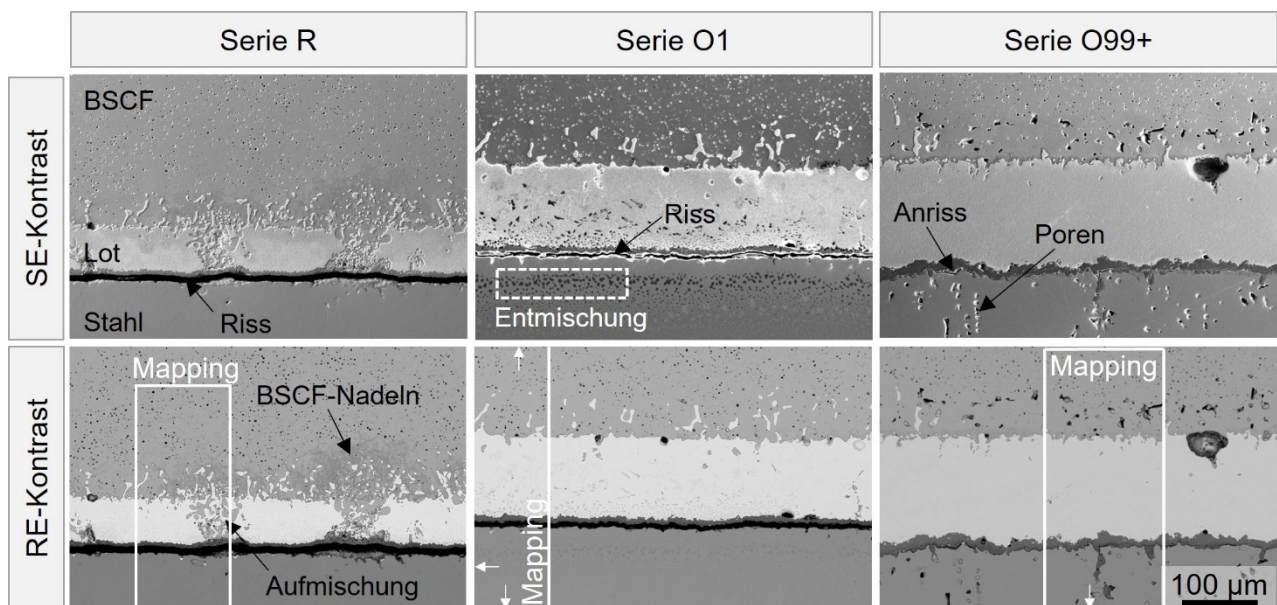 Serie R
Serie O1
Serie O99+
SE-Kontrast
BSCF
Lot
Stahl
Riss
Riss
Entmischung
Anriss
Poren
RE-Kontrast
Mapping
BSCF-Nadeln
Aufmischung
Mapping
Mapping
100 µm